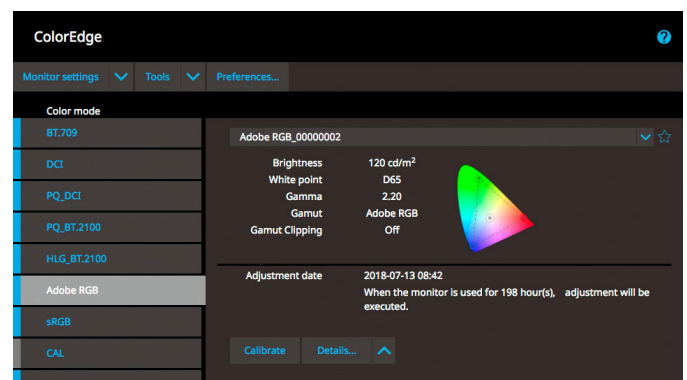 ColorEdge
Monitor settings Tools Preferences...
Color mode
BT.709
DCI
PQ_DCI
PQ_BT.2100
HLG_BT.2100
Adobe RGB
sRGB
CAL
Adobe RGB_00000002
Brightness 120 cd/m²
White point D65
Gamma 2.20
Gamut Adobe RGB
Gamut Clipping Off
Adjustment date 2018-07-13 08:42
When the monitor is used for 198 hour(s), adjustment will be
executed.
Calibrate Details...